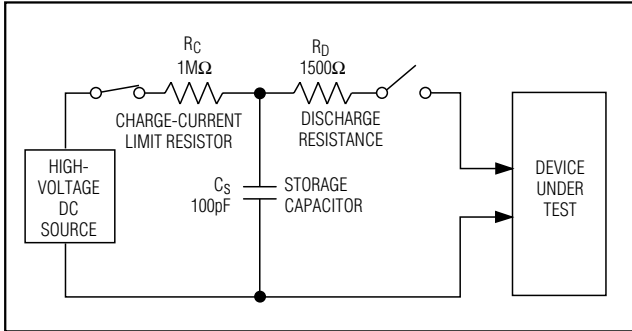 R_C
1MΩ
CHARGE-CURRENT
LIMIT RESISTOR
R_D
1500Ω
DISCHARGE
RESISTANCE
HIGH-
VOLTAGE
DC
SOURCE
C_S
100pF
STORAGE
CAPACITOR
DEVICE
UNDER
TEST